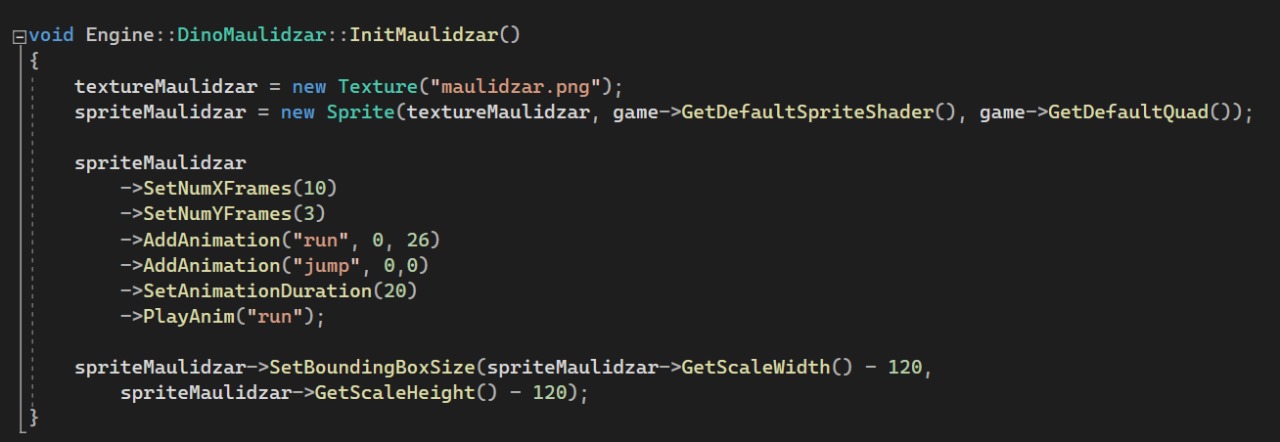 void Engine::DinoMaulidzar::InitMaulidzar()
{
    textureMaulidzar = new Texture("maulidzar.png");
    spriteMaulidzar = new Sprite(textureMaulidzar, game->GetDefaultSpriteShader(), game->GetDefaultQuad());

    spriteMaulidzar
        ->SetNumXFrames(10)
        ->SetNumYFrames(3)
        ->AddAnimation("run", 0, 26)
        ->AddAnimation("jump", 0,0)
        ->SetAnimationDuration(20)
        ->PlayAnim("run");

    spriteMaulidzar->SetBoundingBoxSize(spriteMaulidzar->GetScaleWidth() - 120,
        spriteMaulidzar->GetScaleHeight() - 120);
}